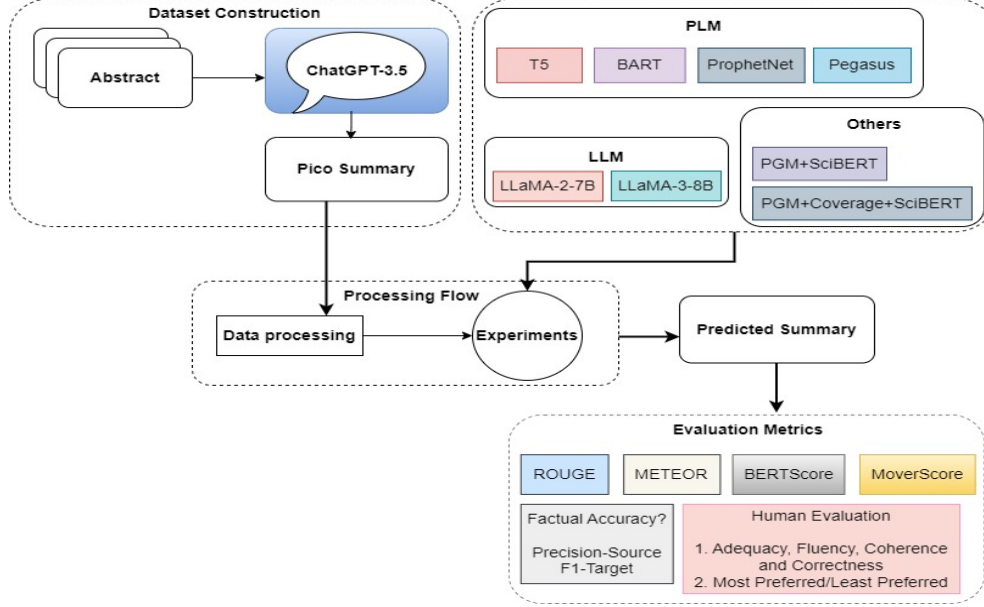 Dataset Construction
Abstract
ChatGPT-3.5
Pico Summary
PLM
T5
BART
ProphetNet
Pegasus
LLM
LLaMA-2-7B
LLaMA-3-8B
Others
PGM+SciBERT
PGM+Coverage+SciBERT
Processing Flow
Data processing
Experiments
Predicted Summary
Evaluation Metrics
ROUGE
METEOR
BERTScore
MoverScore
Factual Accuracy?
Precision-Source
F1-Target
Human Evaluation
1. Adequacy, Fluency, Coherence
and Correctness
2. Most Preferred/Least Preferred